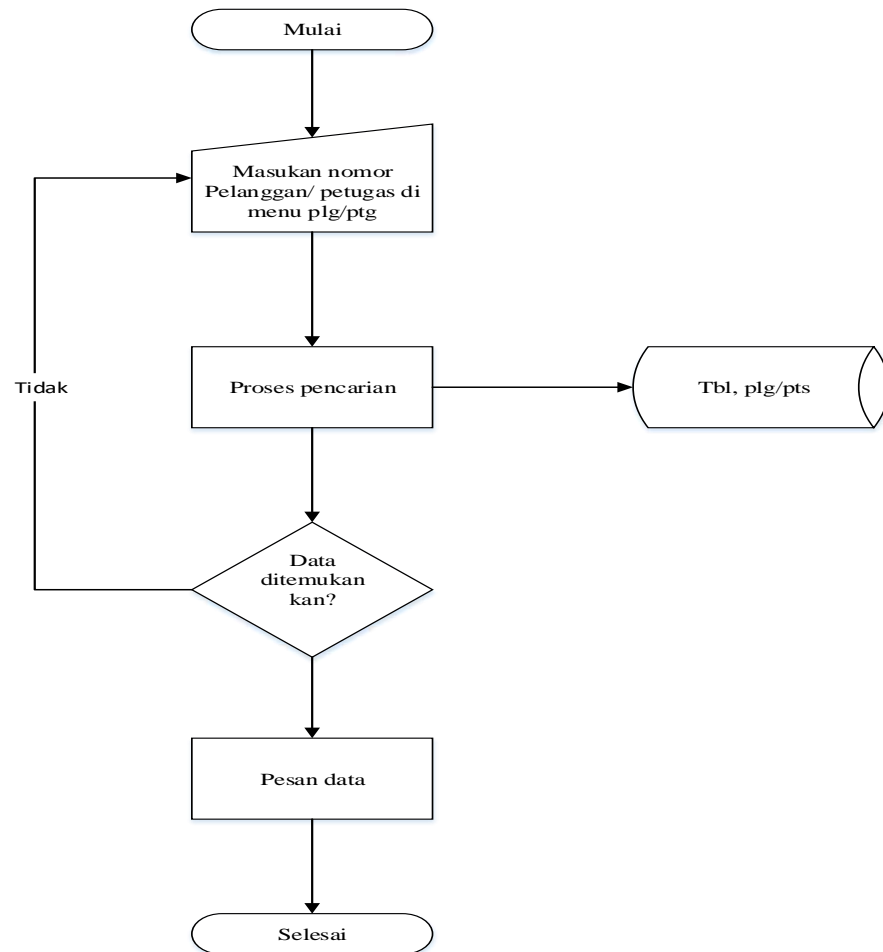 Mulai
Masukan nomor
Pelanggan/ petugas di
menu plg/ptg
Proses pencarian
Tbl, plg/pts
Tidak
Data
ditemukan
kan?
Pesan data
Selesai